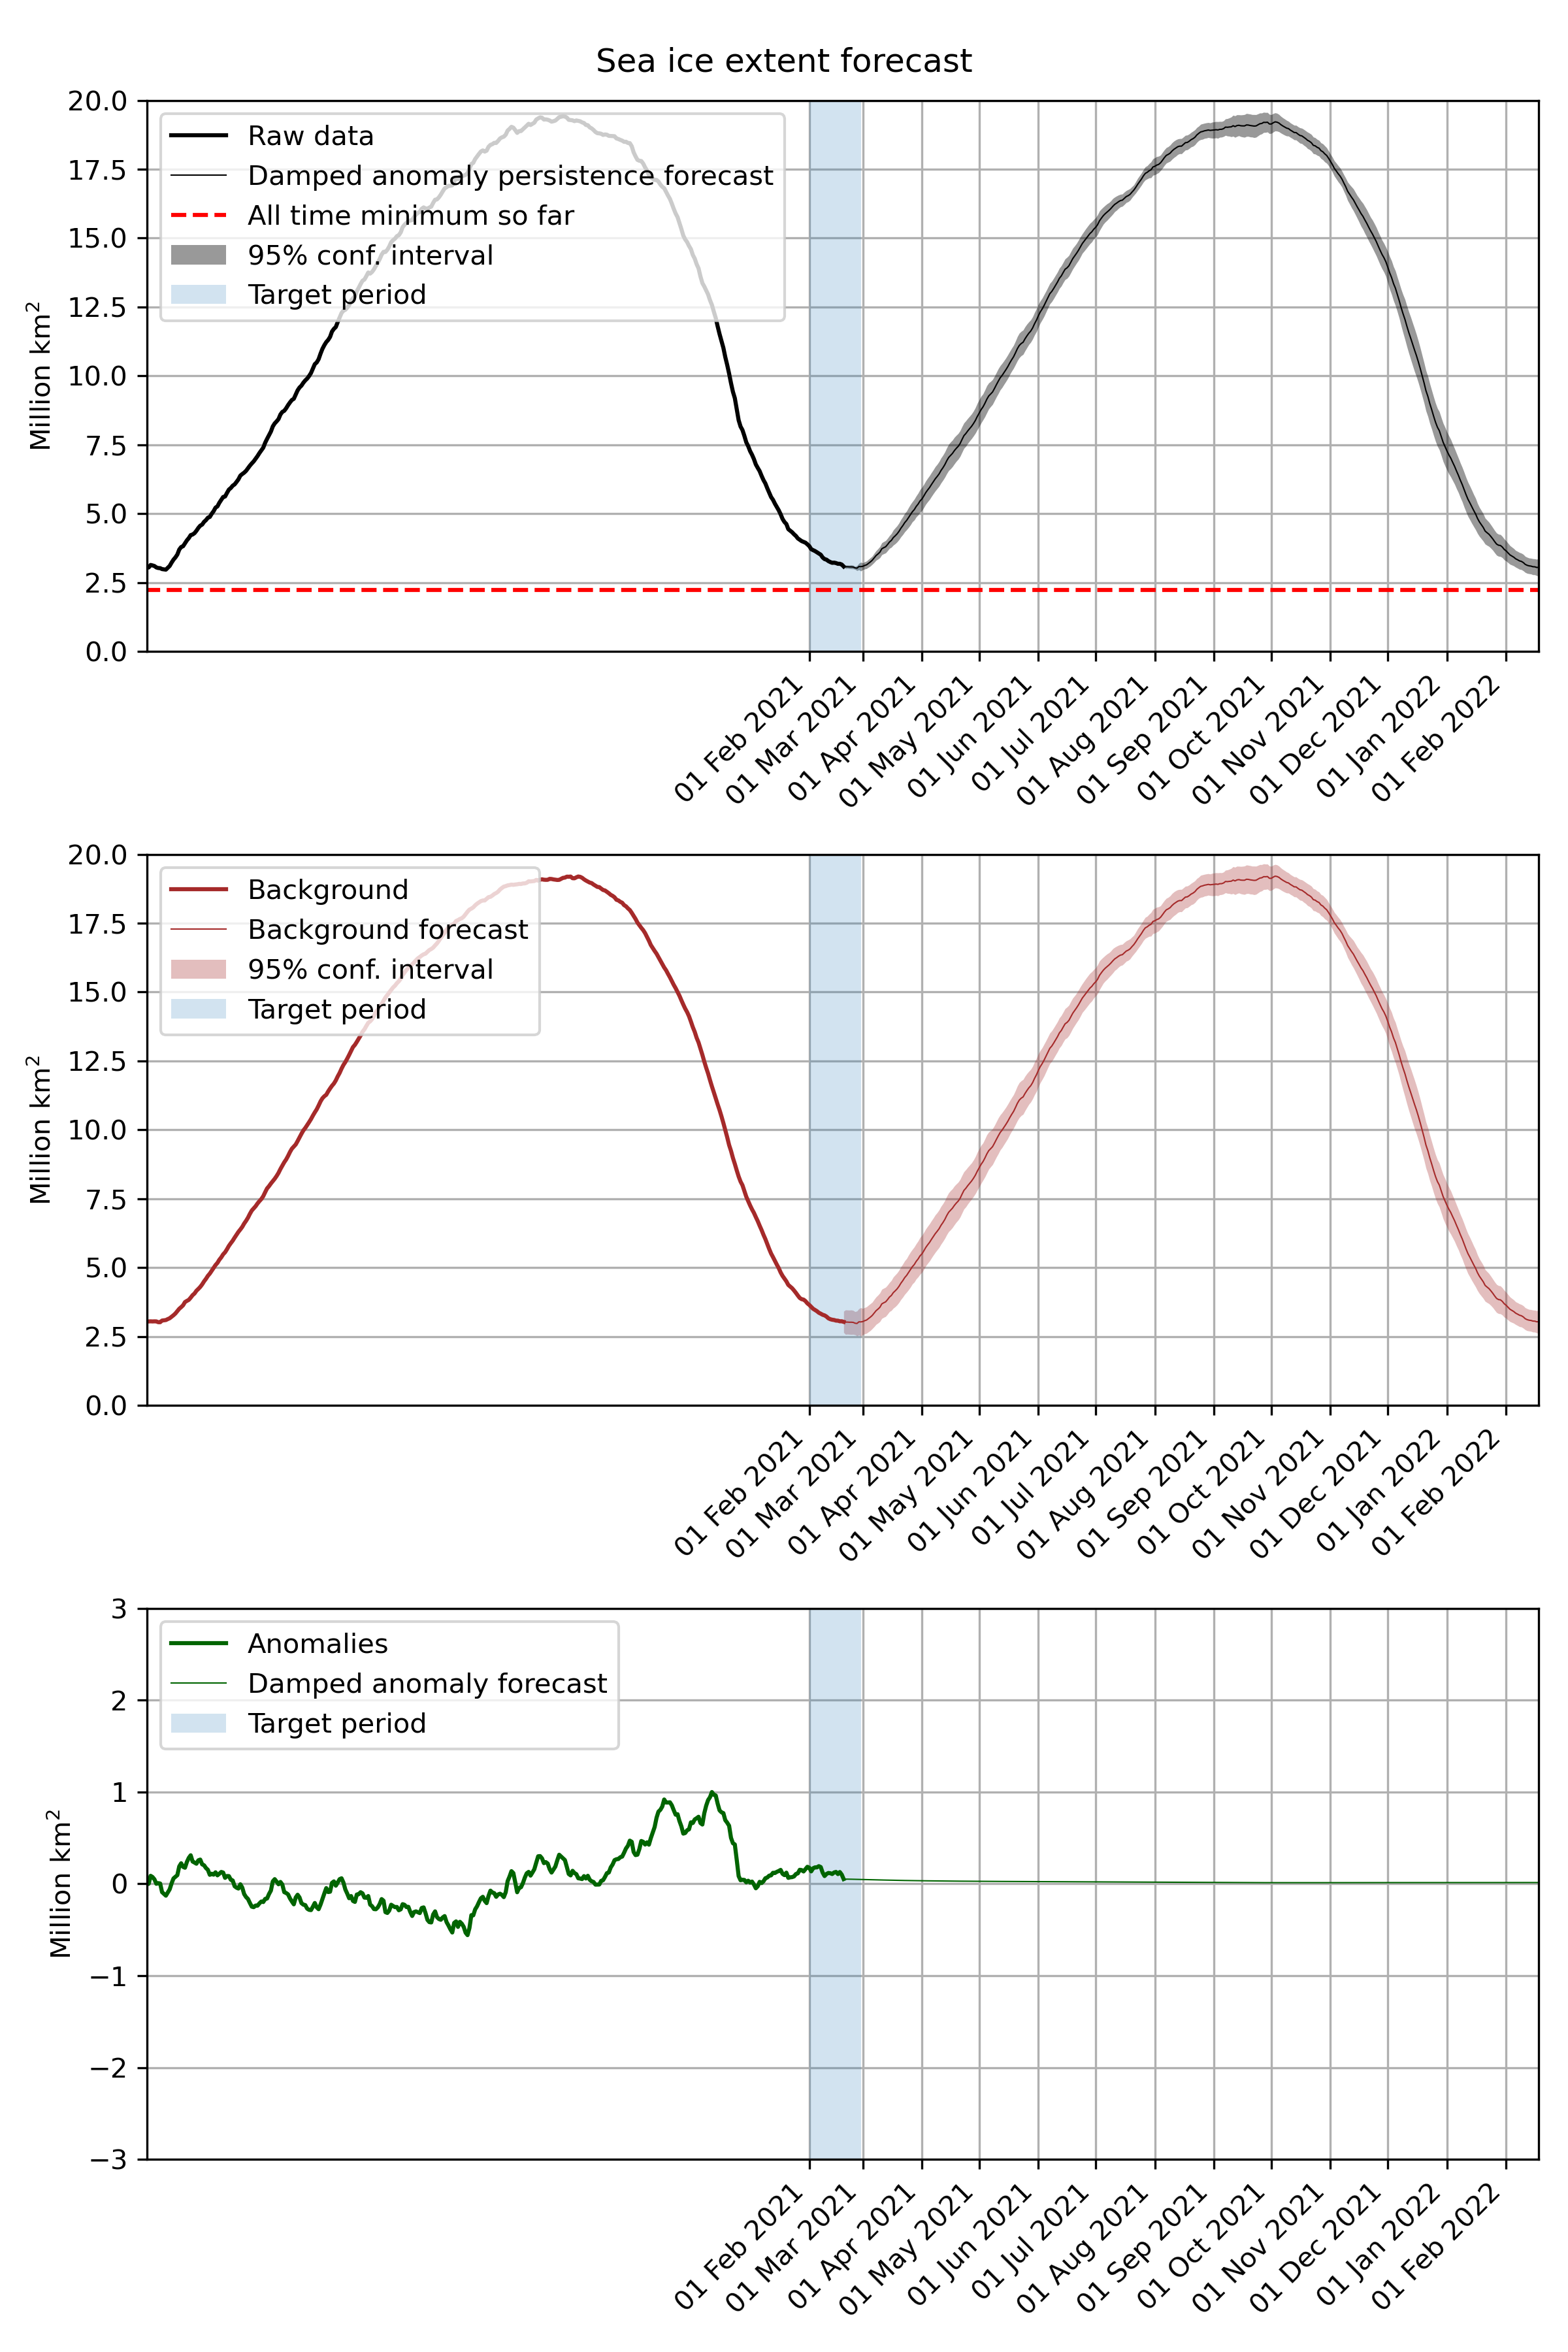 Sea ice extent forecast
20.0
17.5
15.0
12.5
10.0
7.5
5.0
2.5
0.0
Million km²
Raw data
Damped anomaly persistence forecast
All time minimum so far
95% conf. interval
Target period
01 Feb 2021
01 Mar 2021
01 Apr 2021
01 May 2021
01 Jun 2021
01 Jul 2021
01 Aug 2021
01 Sep 2021
01 Oct 2021
01 Nov 2021
01 Dec 2021
01 Jan 2022
01 Feb 2022
20.0
17.5
15.0
12.5
10.0
7.5
5.0
2.5
0.0
Million km²
Background
Background forecast
95% conf. interval
Target period
01 Feb 2021
01 Mar 2021
01 Apr 2021
01 May 2021
01 Jun 2021
01 Jul 2021
01 Aug 2021
01 Sep 2021
01 Oct 2021
01 Nov 2021
01 Dec 2021
01 Jan 2022
01 Feb 2022
3
2
1
0
−1
−2
−3
Million km²
Anomalies
Damped anomaly forecast
Target period
01 Feb 2021
01 Mar 2021
01 Apr 2021
01 May 2021
01 Jun 2021
01 Jul 2021
01 Aug 2021
01 Sep 2021
01 Oct 2021
01 Nov 2021
01 Dec 2021
01 Jan 2022
01 Feb 2022